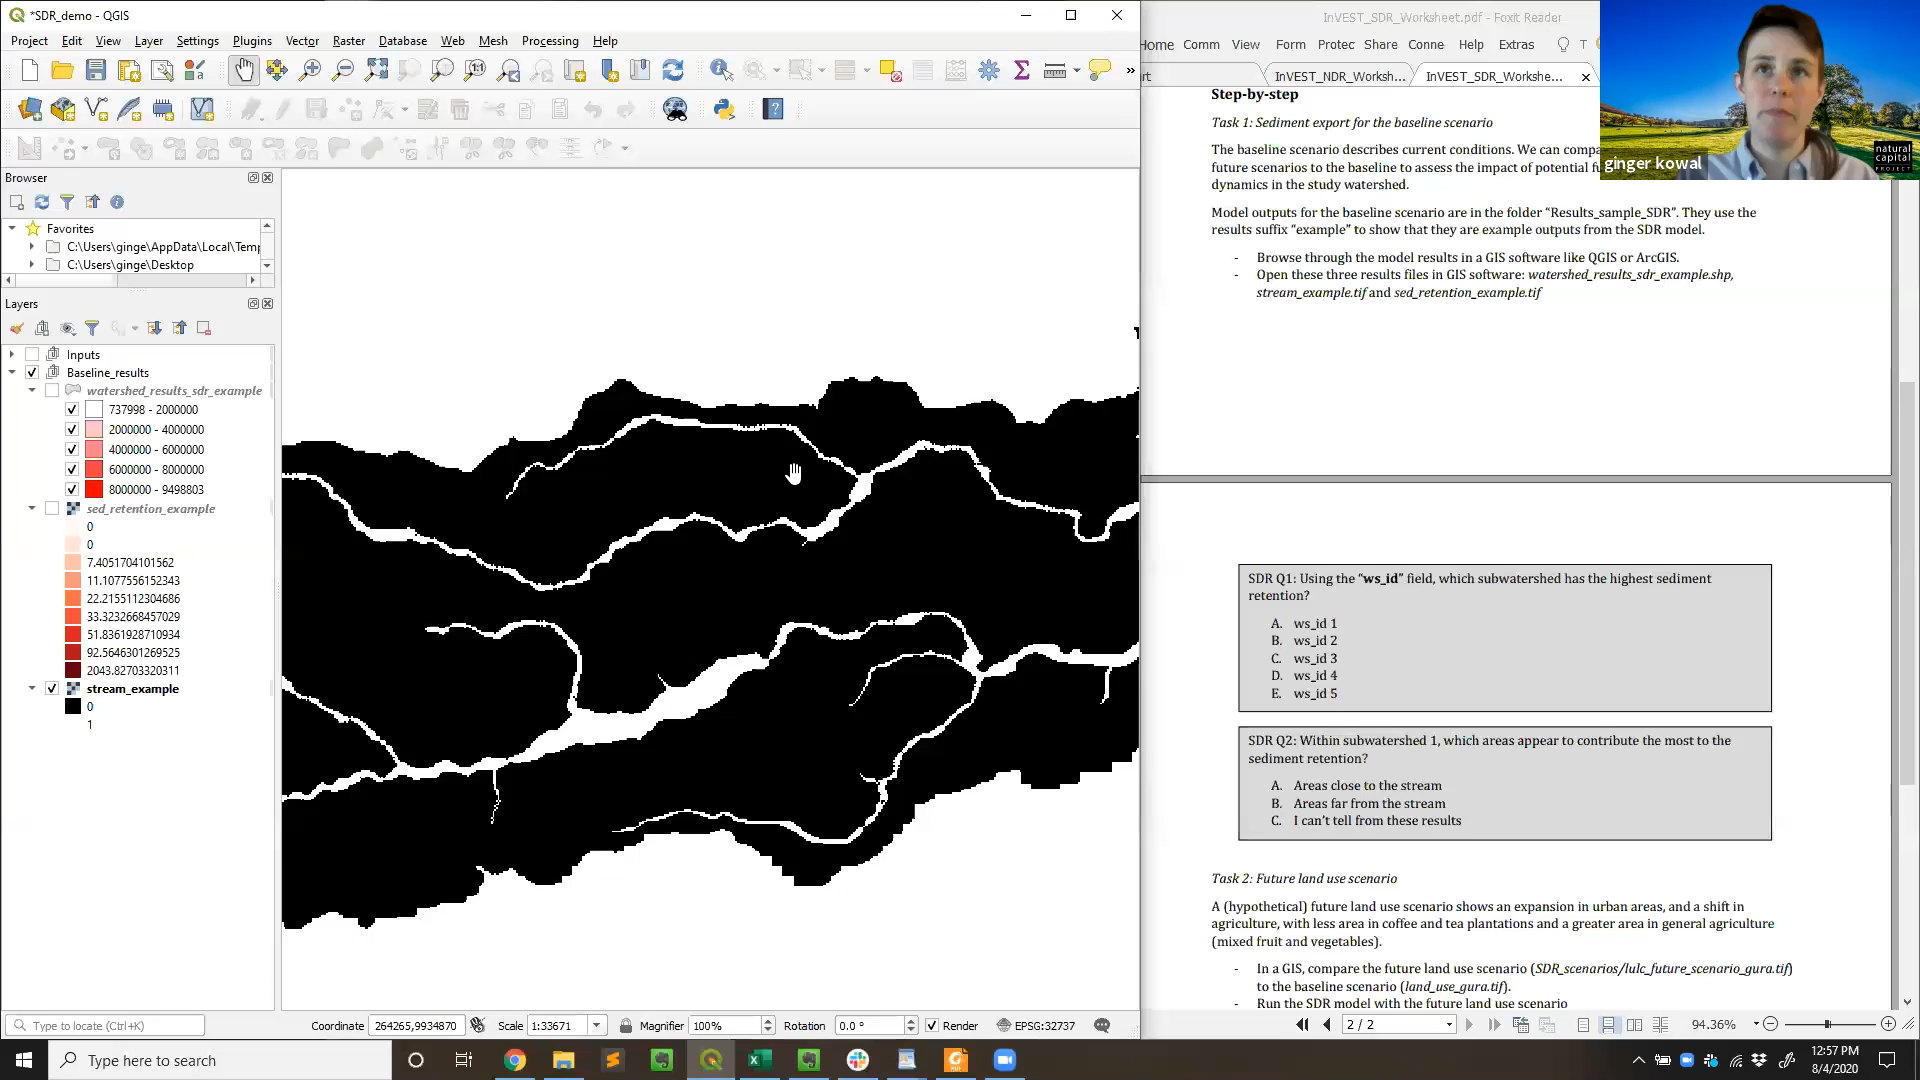 *SDR_demo - QGIS
Project Edit View Layer Settings Plugins Vector Raster Database Web Mesh Processing Help
Browser
Favorites
C:\Users\ginge\AppData\Local\Temp
C:\Users\ginge\Desktop
Layers
Inputs
Baseline_results
watershed_results_sdr_example
737998 - 2000000
2000000 - 4000000
4000000 - 6000000
6000000 - 8000000
8000000 - 9498803
sed_retention_example
0
0
7.4051704101562
11.1077556152343
22.2155112304686
33.3232668457029
51.8361928710934
92.5646301269525
2043.82703320311
stream_example
0
1
Type to locate (Ctrl+K)
Coordinate 264265,9934870 Scale 1:33671 Magnifier 100% Rotation 0.0 ° Render EPSG:32737
InVEST_SDR_Worksheet.pdf - Foxit Reader
Home Comm View Form Protec Share Conne Help Extras
InVEST_NDR_Worksh... InVEST_SDR_Workshe...
Step-by-step
Task 1: Sediment export for the baseline scenario
The baseline scenario describes current conditions. We can compa
future scenarios to the baseline to assess the impact of potential fu
dynamics in the study watershed.
Model outputs for the baseline scenario are in the folder “Results_sample_SDR”. They use the
results suffix “example” to show that they are example outputs from the SDR model.
- Browse through the model results in a GIS software like QGIS or ArcGIS.
- Open these three results files in GIS software: watershed_results_sdr_example.shp,
stream_example.tif and sed_retention_example.tif
SDR Q1: Using the “ws_id” field, which subwatershed has the highest sediment
retention?
A. ws_id 1
B. ws_id 2
C. ws_id 3
D. ws_id 4
E. ws_id 5
SDR Q2: Within subwatershed 1, which areas appear to contribute the most to the
sediment retention?
A. Areas close to the stream
B. Areas far from the stream
C. I can't tell from these results
Task 2: Future land use scenario
A (hypothetical) future land use scenario shows an expansion in urban areas, and a shift in
agriculture, with less area in coffee and tea plantations and a greater area in general agriculture
(mixed fruit and vegetables).
- In a GIS, compare the future land use scenario (SDR_scenarios/lulc_future_scenario_gura.tif)
to the baseline scenario (land_use_gura.tif).
- Run the SDR model with the future land use scenario
2 / 2 94.36%
ginger kowal
natural
capital
PROJECT
Type here to search
12:57 PM
8/4/2020